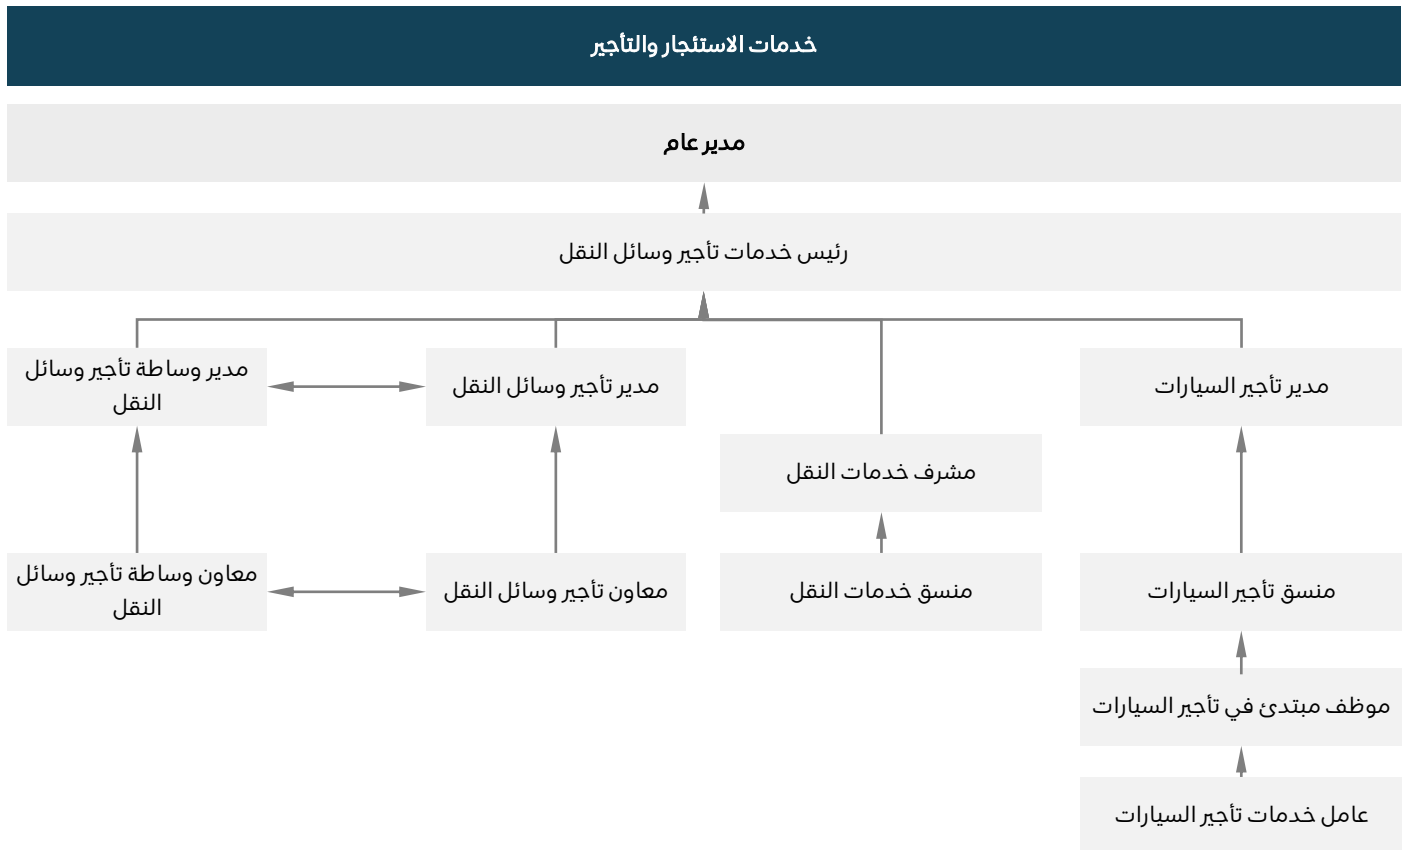 خدمات الاستئجار والتأجير
مدير عام
رئيس خدمات تأجير وسائل النقل
مدير تأجير السيارات
مدير تأجير وسائل النقل
مدير وساطة تأجير وسائل
النقل
مشرف خدمات النقل
منسق تأجير السيارات
منسق خدمات النقل
معاون تأجير وسائل النقل
معاون وساطة تأجير وسائل
النقل
موظف مبتدئ في تأجير السيارات
عامل خدمات تأجير السيارات